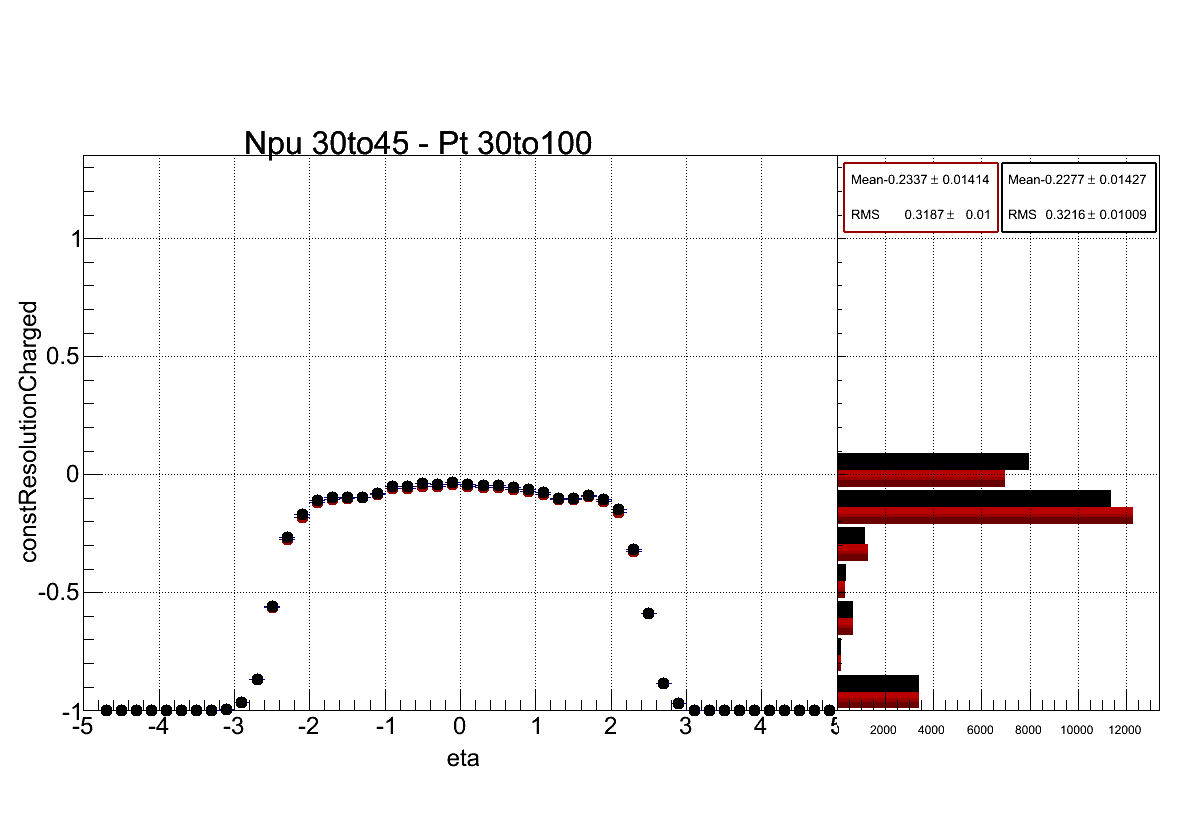 Npu 30to45 - Pt 30to100
Mean-0.2337 ± 0.01414
RMS 0.3187 ± 0.01
Mean-0.2277 ± 0.01427
RMS 0.3216 ± 0.01009
constResolutionCharged
1
0.5
0
-0.5
-1
-5 -4 -3 -2 -1 0 1 2 3 4
2000 4000 6000 8000 10000 12000
eta